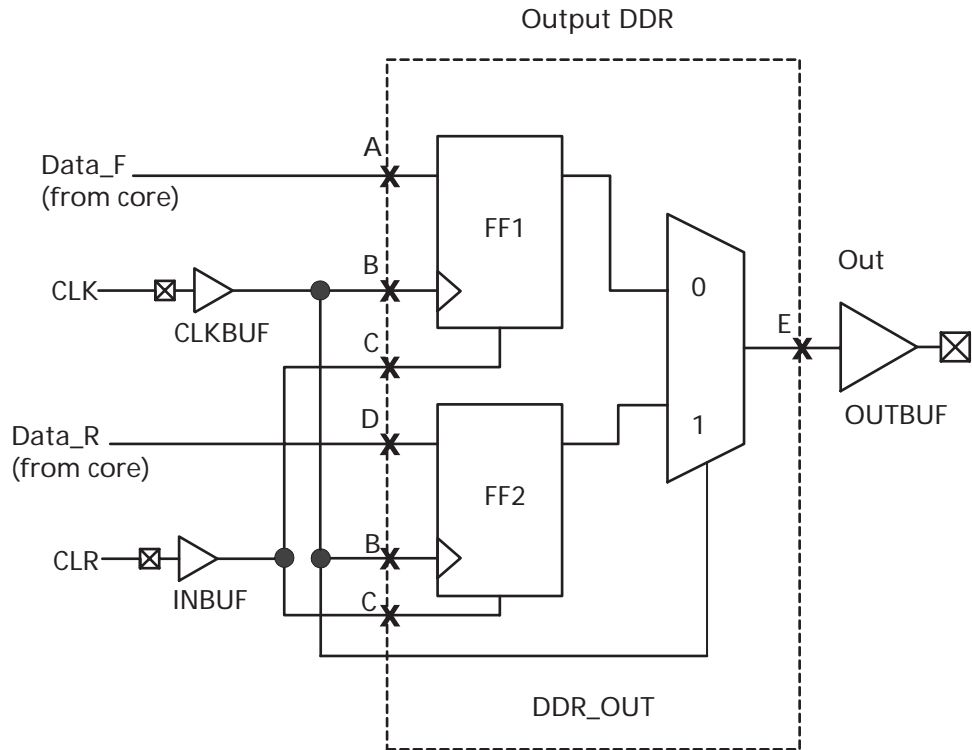 Output DDR
A
Data_F
(from core)
FF1
B
CLK
CLKBUF
C
0
Out
E
OUTBUF
D
Data_R
(from core)
1
FF2
B
CLR
INBUF
C
DDR_OUT